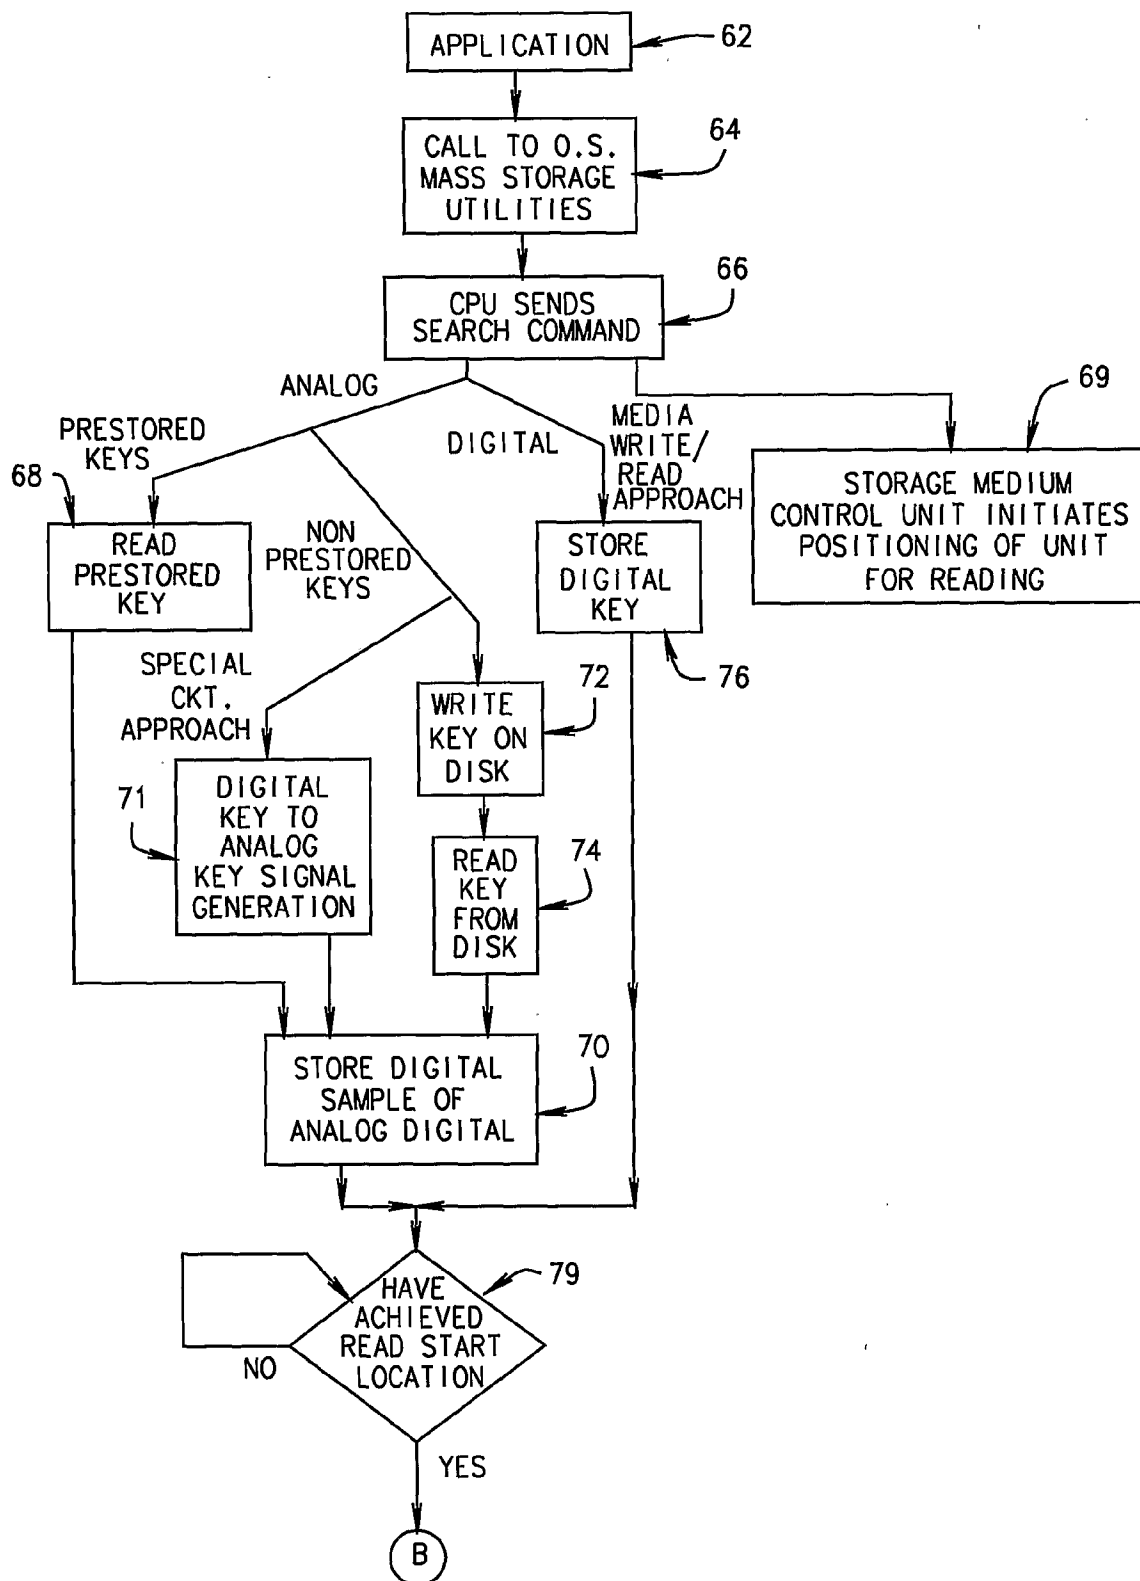 APPLICATION
62
CALL TO O.S.
MASS STORAGE
UTILITIES
64
CPU SENDS
SEARCH COMMAND
66
ANALOG
PRESTORED
KEYS
DIGITAL
MEDIA
WRITE/
READ
APPROACH
69
STORAGE MEDIUM
CONTROL UNIT INITIATES
POSITIONING OF UNIT
FOR READING
68
READ
PRESTORED
KEY
NON
PRESTORED
KEYS
STORE
DIGITAL
KEY
76
SPECIAL
CKT.
APPROACH
WRITE
KEY ON
DISK
72
71
DIGITAL
KEY TO
ANALOG
KEY SIGNAL
GENERATION
READ
KEY
FROM
DISK
74
STORE DIGITAL
SAMPLE OF
ANALOG DIGITAL
70
HAVE
ACHIEVED
READ START
LOCATION
79
NO
YES
B